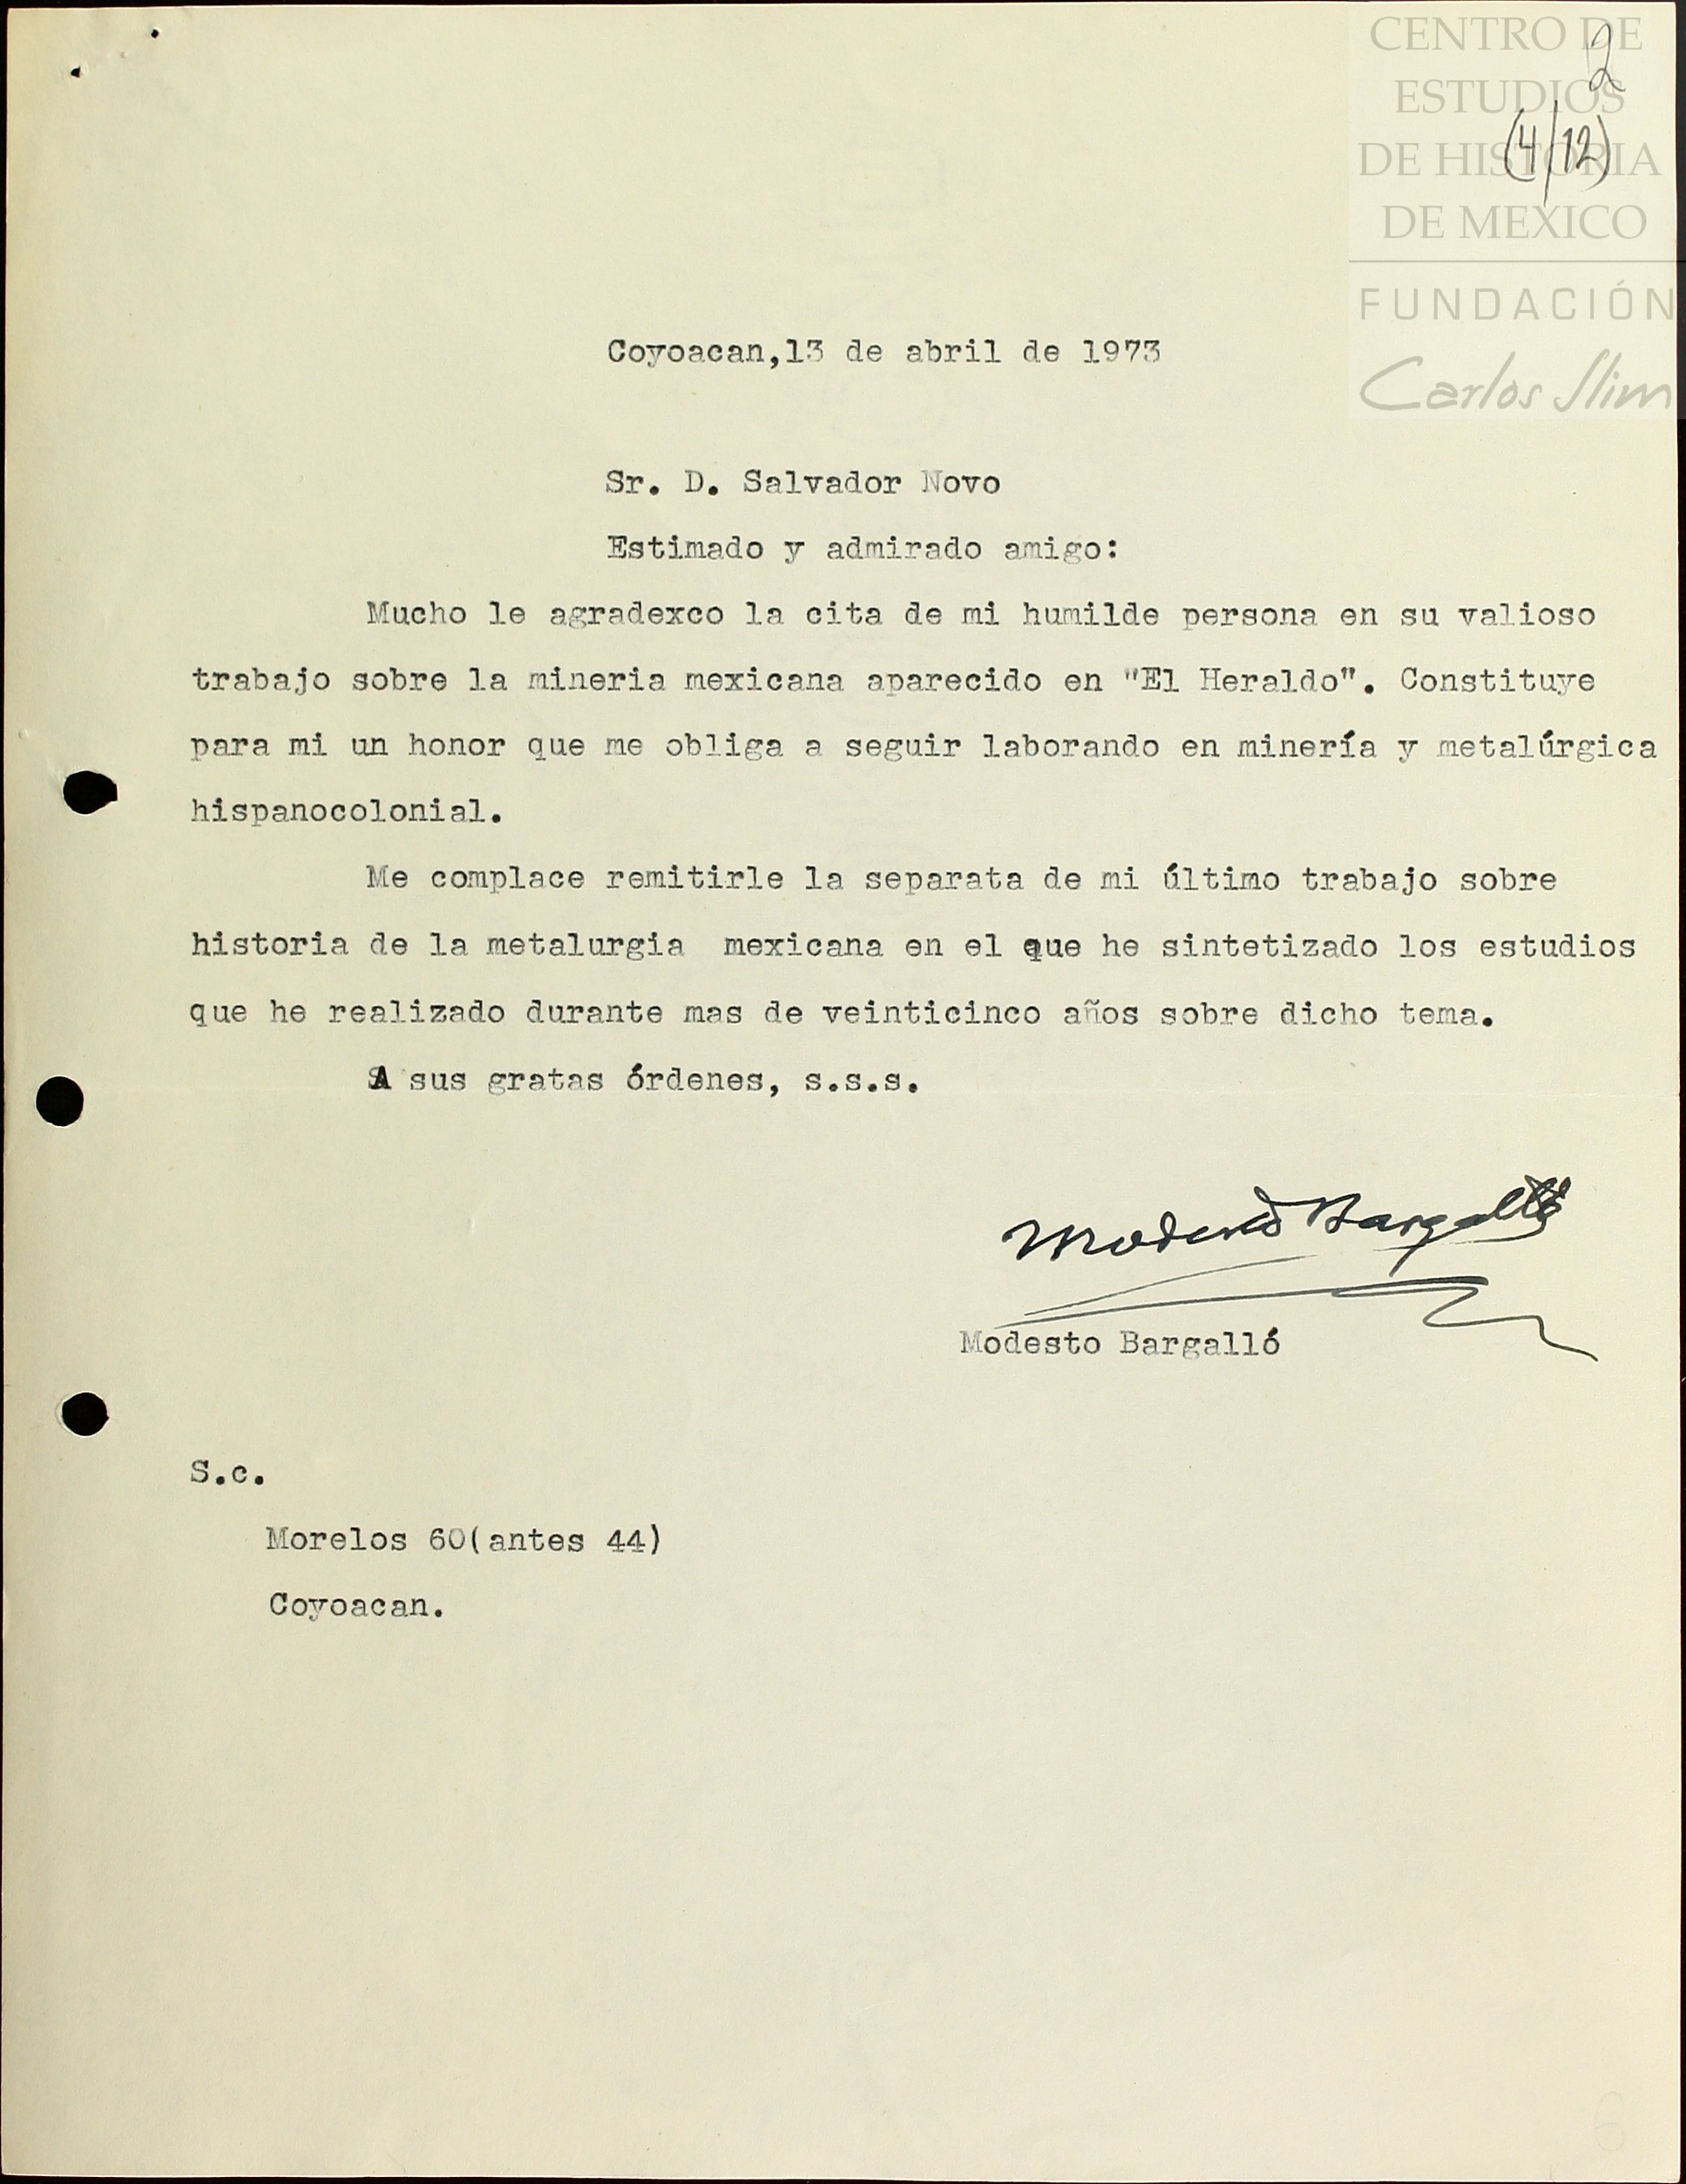 CENTRO DE
ESTUDIOS
DE HISTORIA
DE MEXICO
FUNDACIÓN
Carlos Slim
2
(4/12)
Coyoacan,13 de abril de 1973
Sr. D. Salvador Novo
Estimado y admirado amigo:
Mucho le agradexco la cita de mi humilde persona en su valioso
trabajo sobre la mineria mexicana aparecido en "El Heraldo". Constituye
para mi un honor que me obliga a seguir laborando en minería y metalúrgica
hispanocolonial.
Me complace remitirle la separata de mi último trabajo sobre
historia de la metalurgia mexicana en el que he sintetizado los estudios
que he realizado durante mas de veinticinco años sobre dicho tema.
A sus gratas órdenes, s.s.s.
Modesto Bargalló
Modesto Bargalló
S.c.
Morelos 60(antes 44)
Coyoacan.
6